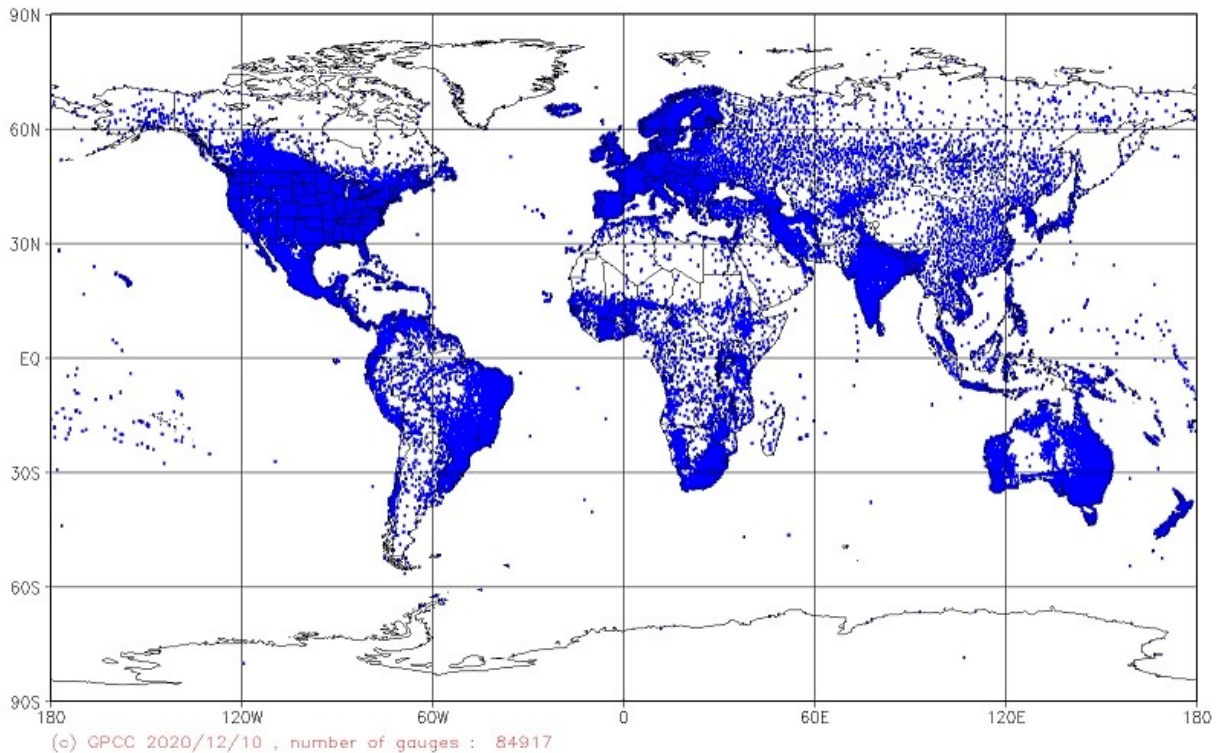 90N
60N
30N
EQ
30S
60S
90S
180 120W 60W 0 60E 120E 180
(c) GPCC 2020/12/10 , number of gauges : 84917